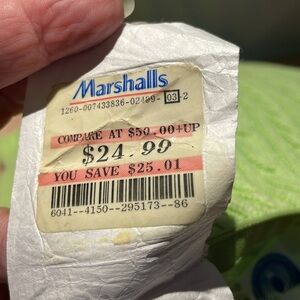 Marshalls
1260-007433836-02499-03-2
COMPARE AT $50.00+UP
$24.99
YOU SAVE $25.01
6041--4150--295173--86